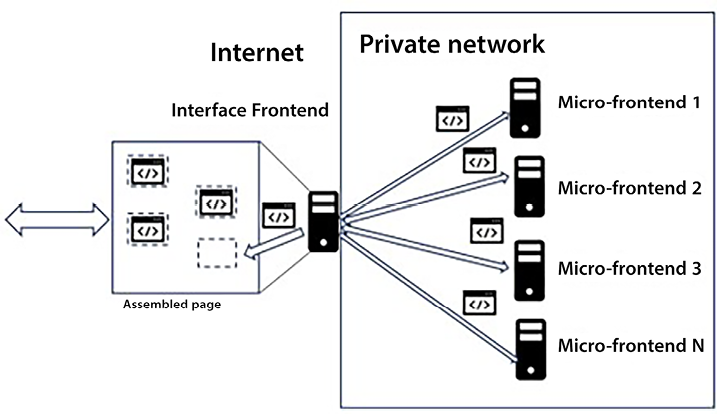 Internet
Private network
Interface Frontend
</>
</>
</>
</>
</>
</>
</>
</>
Assembled page
Micro-frontend 1
Micro-frontend 2
Micro-frontend 3
Micro-frontend N